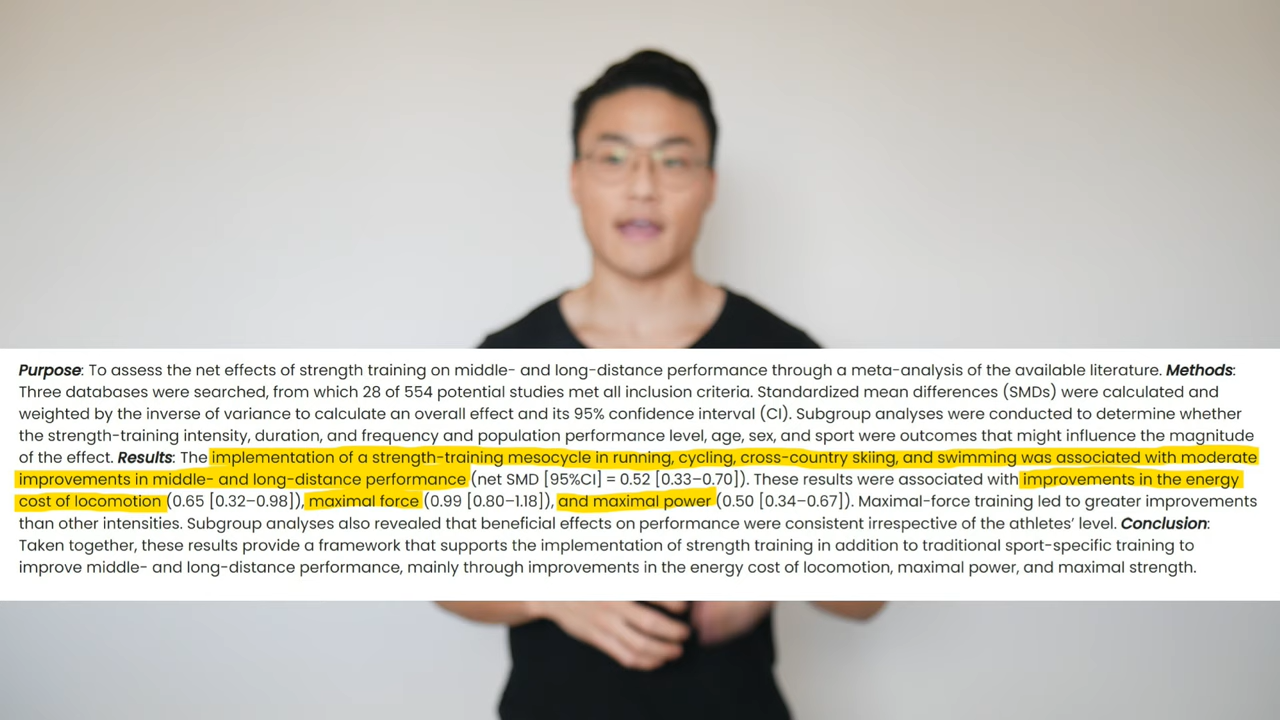 Purpose: To assess the net effects of strength training on middle- and long-distance performance through a meta-analysis of the available literature. Methods:
Three databases were searched, from which 28 of 554 potential studies met all inclusion criteria. Standardized mean differences (SMDs) were calculated and
weighted by the inverse of variance to calculate an overall effect and its 95% confidence interval (CI). Subgroup analyses were conducted to determine whether
the strength-training intensity, duration, and frequency and population performance level, age, sex, and sport were outcomes that might influence the magnitude
of the effect. Results: The implementation of a strength-training mesocycle in running, cycling, cross-country skiing, and swimming was associated with moderate
improvements in middle- and long-distance performance (net SMD [95%CI] = 0.52 [0.33–0.70]). These results were associated with improvements in the energy
cost of locomotion (0.65 [0.32–0.98]), maximal force (0.99 [0.80–1.18]), and maximal power (0.50 [0.34–0.67]). Maximal-force training led to greater improvements
than other intensities. Subgroup analyses also revealed that beneficial effects on performance were consistent irrespective of the athletes’ level. Conclusion:
Taken together, these results provide a framework that supports the implementation of strength training in addition to traditional sport-specific training to
improve middle- and long-distance performance, mainly through improvements in the energy cost of locomotion, maximal power, and maximal strength.